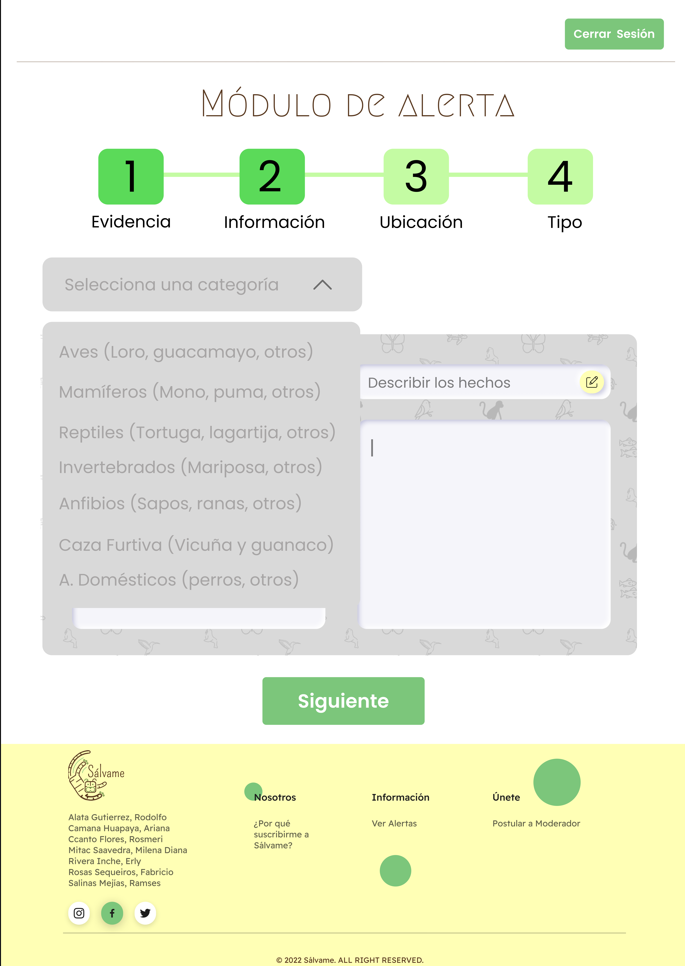 Cerrar Sesión
MÓDULO DE ALERTA
1
2
3
4
Evidencia
Información
Ubicación
Tipo
Selecciona una categoría
Aves (Loro, guacamayo, otros)
Mamíferos (Mono, puma, otros)
Reptiles (Tortuga, lagartija, otros)
Invertebrados (Mariposa, otros)
Anfibios (Sapos, ranas, otros)
Caza Furtiva (Vicuña y guanaco)
A. Domésticos (perros, otros)
Describir los hechos
Siguiente
Sálvame
Alata Gutierrez, Rodolfo
Camana Huapaya, Ariana
Ccanto Flores, Rosmeri
Mitac Saavedra, Milena Diana
Rivera Inche, Erly
Rosas Sequeiros, Fabricio
Salinas Mejias, Ramses
Nosotros
¿Por qué
suscribirme a
Sálvame?
Información
Ver Alertas
Únete
Postular a Moderador
© 2022 Sálvame. ALL RIGHT RESERVED.